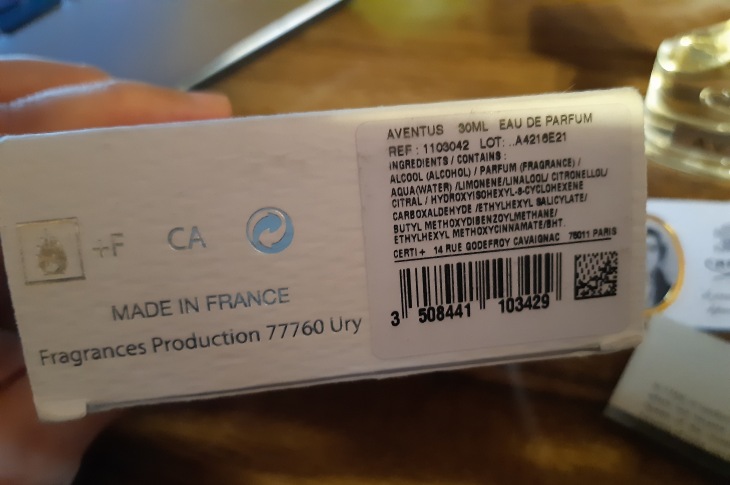 +F CA
MADE IN FRANCE
Fragrances Production 77760 Ury
AVENTUS 30ML EAU DE PARFUM
REF : 1103042 LOT: ..A4216E21
INGREDIENTS / CONTAINS :
ALCOOL (ALCOHOL) / PARFUM (FRAGRANCE) /
AQUA(WATER) /LIMONENE/LINALOOL/ CITRONELLOL/
CITRAL / HYDROXYISOHEXYL-3-CYCLOHEXENE
CARBOXALDEHYDE /ETHYLHEXYL SALICYLATE/
BUTYL METHOXYDIBENZOYLMETHANE/
ETHYLHEXYL METHOXYCINNAMATE/BHT.
CERTI + 14 RUE GODEFROY CAVAIGNAC 75011 PARIS
3 508441 103429